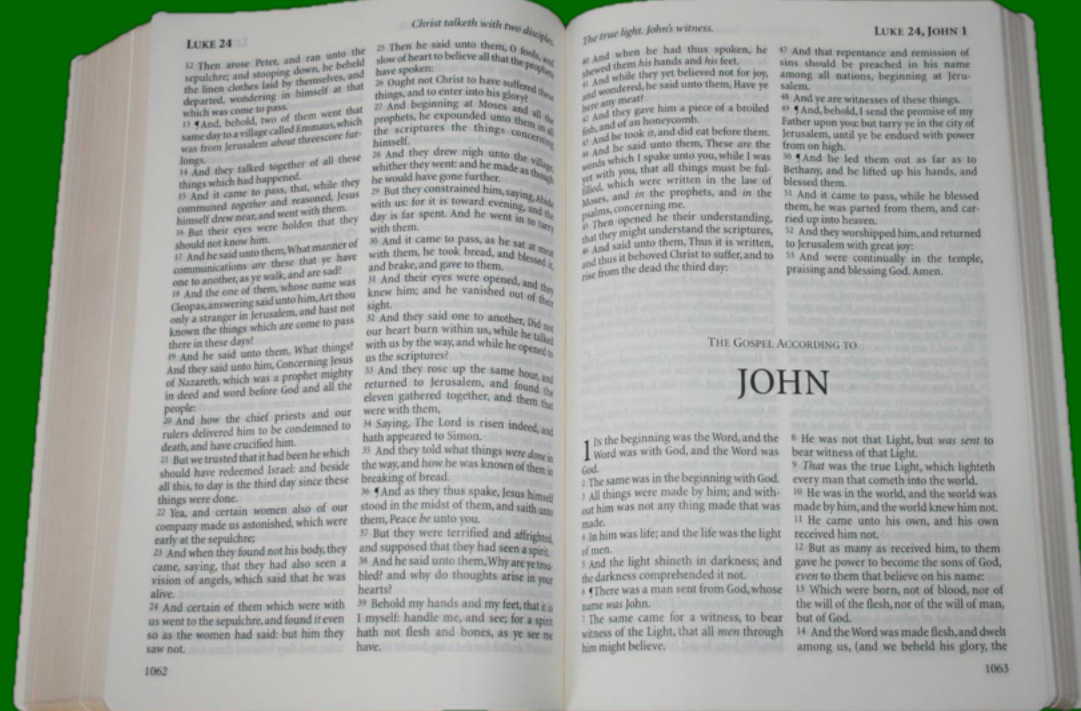 LUKE 24
Christ talketh with two disciples.
12 Then arose Peter, and ran unto the
sepulchre; and stooping down, he beheld
the linen clothes laid by themselves, and
departed, wondering in himself at that
which was come to pass.
13 ¶And, behold, two of them went that
same day to a village called Emmaus, which
was from Jerusalem about threescore fur-
longs.
14 And they talked together of all these
things which had happened.
15 And it came to pass, that, while they
communed together and reasoned, Jesus
himself drew near, and went with them.
16 But their eyes were holden that they
should not know him.
17 And he said unto them, What manner of
communications are these that ye have
one to another, as ye walk, and are sad?
18 And the one of them, whose name was
Cleopas, answering said unto him, Art thou
only a stranger in Jerusalem, and hast not
known the things which are come to pass
there in these days?
19 And he said unto them, What things?
And they said unto him, Concerning Jesus
of Nazareth, which was a prophet mighty
in deed and word before God and all the
people:
20 And how the chief priests and our
rulers delivered him to be condemned to
death, and have crucified him.
21 But we trusted that it had been he which
should have redeemed Israel: and beside
all this, to day is the third day since these
things were done.
22 Yea, and certain women also of our
company made us astonished, which were
early at the sepulchre;
23 And when they found not his body, they
came, saying, that they had also seen a
vision of angels, which said that he was
alive.
24 And certain of them which were with
us went to the sepulchre, and found it even
so as the women had said: but him they
saw not.
25 Then he said unto them, O fools, and
slow of heart to believe all that the prophets
have spoken:
26 Ought not Christ to have suffered these
things, and to enter into his glory?
27 And beginning at Moses and all the
prophets, he expounded unto them in all
the scriptures the things concerning
himself.
28 And they drew nigh unto the village,
whither they went: and he made as though
he would have gone further.
29 But they constrained him, saying, Abide
with us: for it is toward evening, and the
day is far spent. And he went in to tarry
with them.
30 And it came to pass, as he sat at meat
with them, he took bread, and blessed it,
and brake, and gave to them.
31 And their eyes were opened, and they
knew him; and he vanished out of their
sight.
32 And they said one to another, Did not
our heart burn within us, while he talked
with us by the way, and while he opened to
us the scriptures?
33 And they rose up the same hour, and
returned to Jerusalem, and found the
eleven gathered together, and them that
were with them,
34 Saying, The Lord is risen indeed, and
hath appeared to Simon.
35 And they told what things were done in
the way, and how he was known of them in
breaking of bread.
36 ¶And as they thus spake, Jesus himself
stood in the midst of them, and saith unto
them, Peace be unto you.
37 But they were terrified and affrighted,
and supposed that they had seen a spirit.
38 And he said unto them, Why are ye trou-
bled? and why do thoughts arise in your
hearts?
39 Behold my hands and my feet, that it is
I myself: handle me, and see; for a spirit
hath not flesh and bones, as ye see me
have.
1062
The true light. John's witness.
LUKE 24, JOHN 1
40 And when he had thus spoken, he
shewed them his hands and his feet.
41 And while they yet believed not for joy,
and wondered, he said unto them, Have ye
here any meat?
42 And they gave him a piece of a broiled
fish, and of an honeycomb.
43 And he took it, and did eat before them.
44 And he said unto them, These are the
words which I spake unto you, while I was
yet with you, that all things must be ful-
filled, which were written in the law of
Moses, and in the prophets, and in the
psalms, concerning me.
45 Then opened he their understanding,
that they might understand the scriptures,
46 And said unto them, Thus it is written,
and thus it behoved Christ to suffer, and to
rise from the dead the third day:
47 And that repentance and remission of
sins should be preached in his name
among all nations, beginning at Jeru-
salem.
48 And ye are witnesses of these things.
49 ¶And, behold, I send the promise of my
Father upon you: but tarry ye in the city of
Jerusalem, until ye be endued with power
from on high.
50 ¶And he led them out as far as to
Bethany, and he lifted up his hands, and
blessed them.
51 And it came to pass, while he blessed
them, he was parted from them, and car-
ried up into heaven.
52 And they worshipped him, and returned
to Jerusalem with great joy:
53 And were continually in the temple,
praising and blessing God. Amen.
THE GOSPEL ACCORDING TO
JOHN
1 IN the beginning was the Word, and the
Word was with God, and the Word was
God.
2 The same was in the beginning with God.
3 All things were made by him; and with-
out him was not any thing made that was
made.
4 In him was life; and the life was the light
of men.
5 And the light shineth in darkness; and
the darkness comprehended it not.
6 ¶There was a man sent from God, whose
name was John.
7 The same came for a witness, to bear
witness of the Light, that all men through
him might believe.
8 He was not that Light, but was sent to
bear witness of that Light.
9 That was the true Light, which lighteth
every man that cometh into the world.
10 He was in the world, and the world was
made by him, and the world knew him not.
11 He came unto his own, and his own
received him not.
12 But as many as received him, to them
gave he power to become the sons of God,
even to them that believe on his name:
13 Which were born, not of blood, nor of
the will of the flesh, nor of the will of man,
but of God.
14 And the Word was made flesh, and dwelt
among us, (and we beheld his glory, the
1063